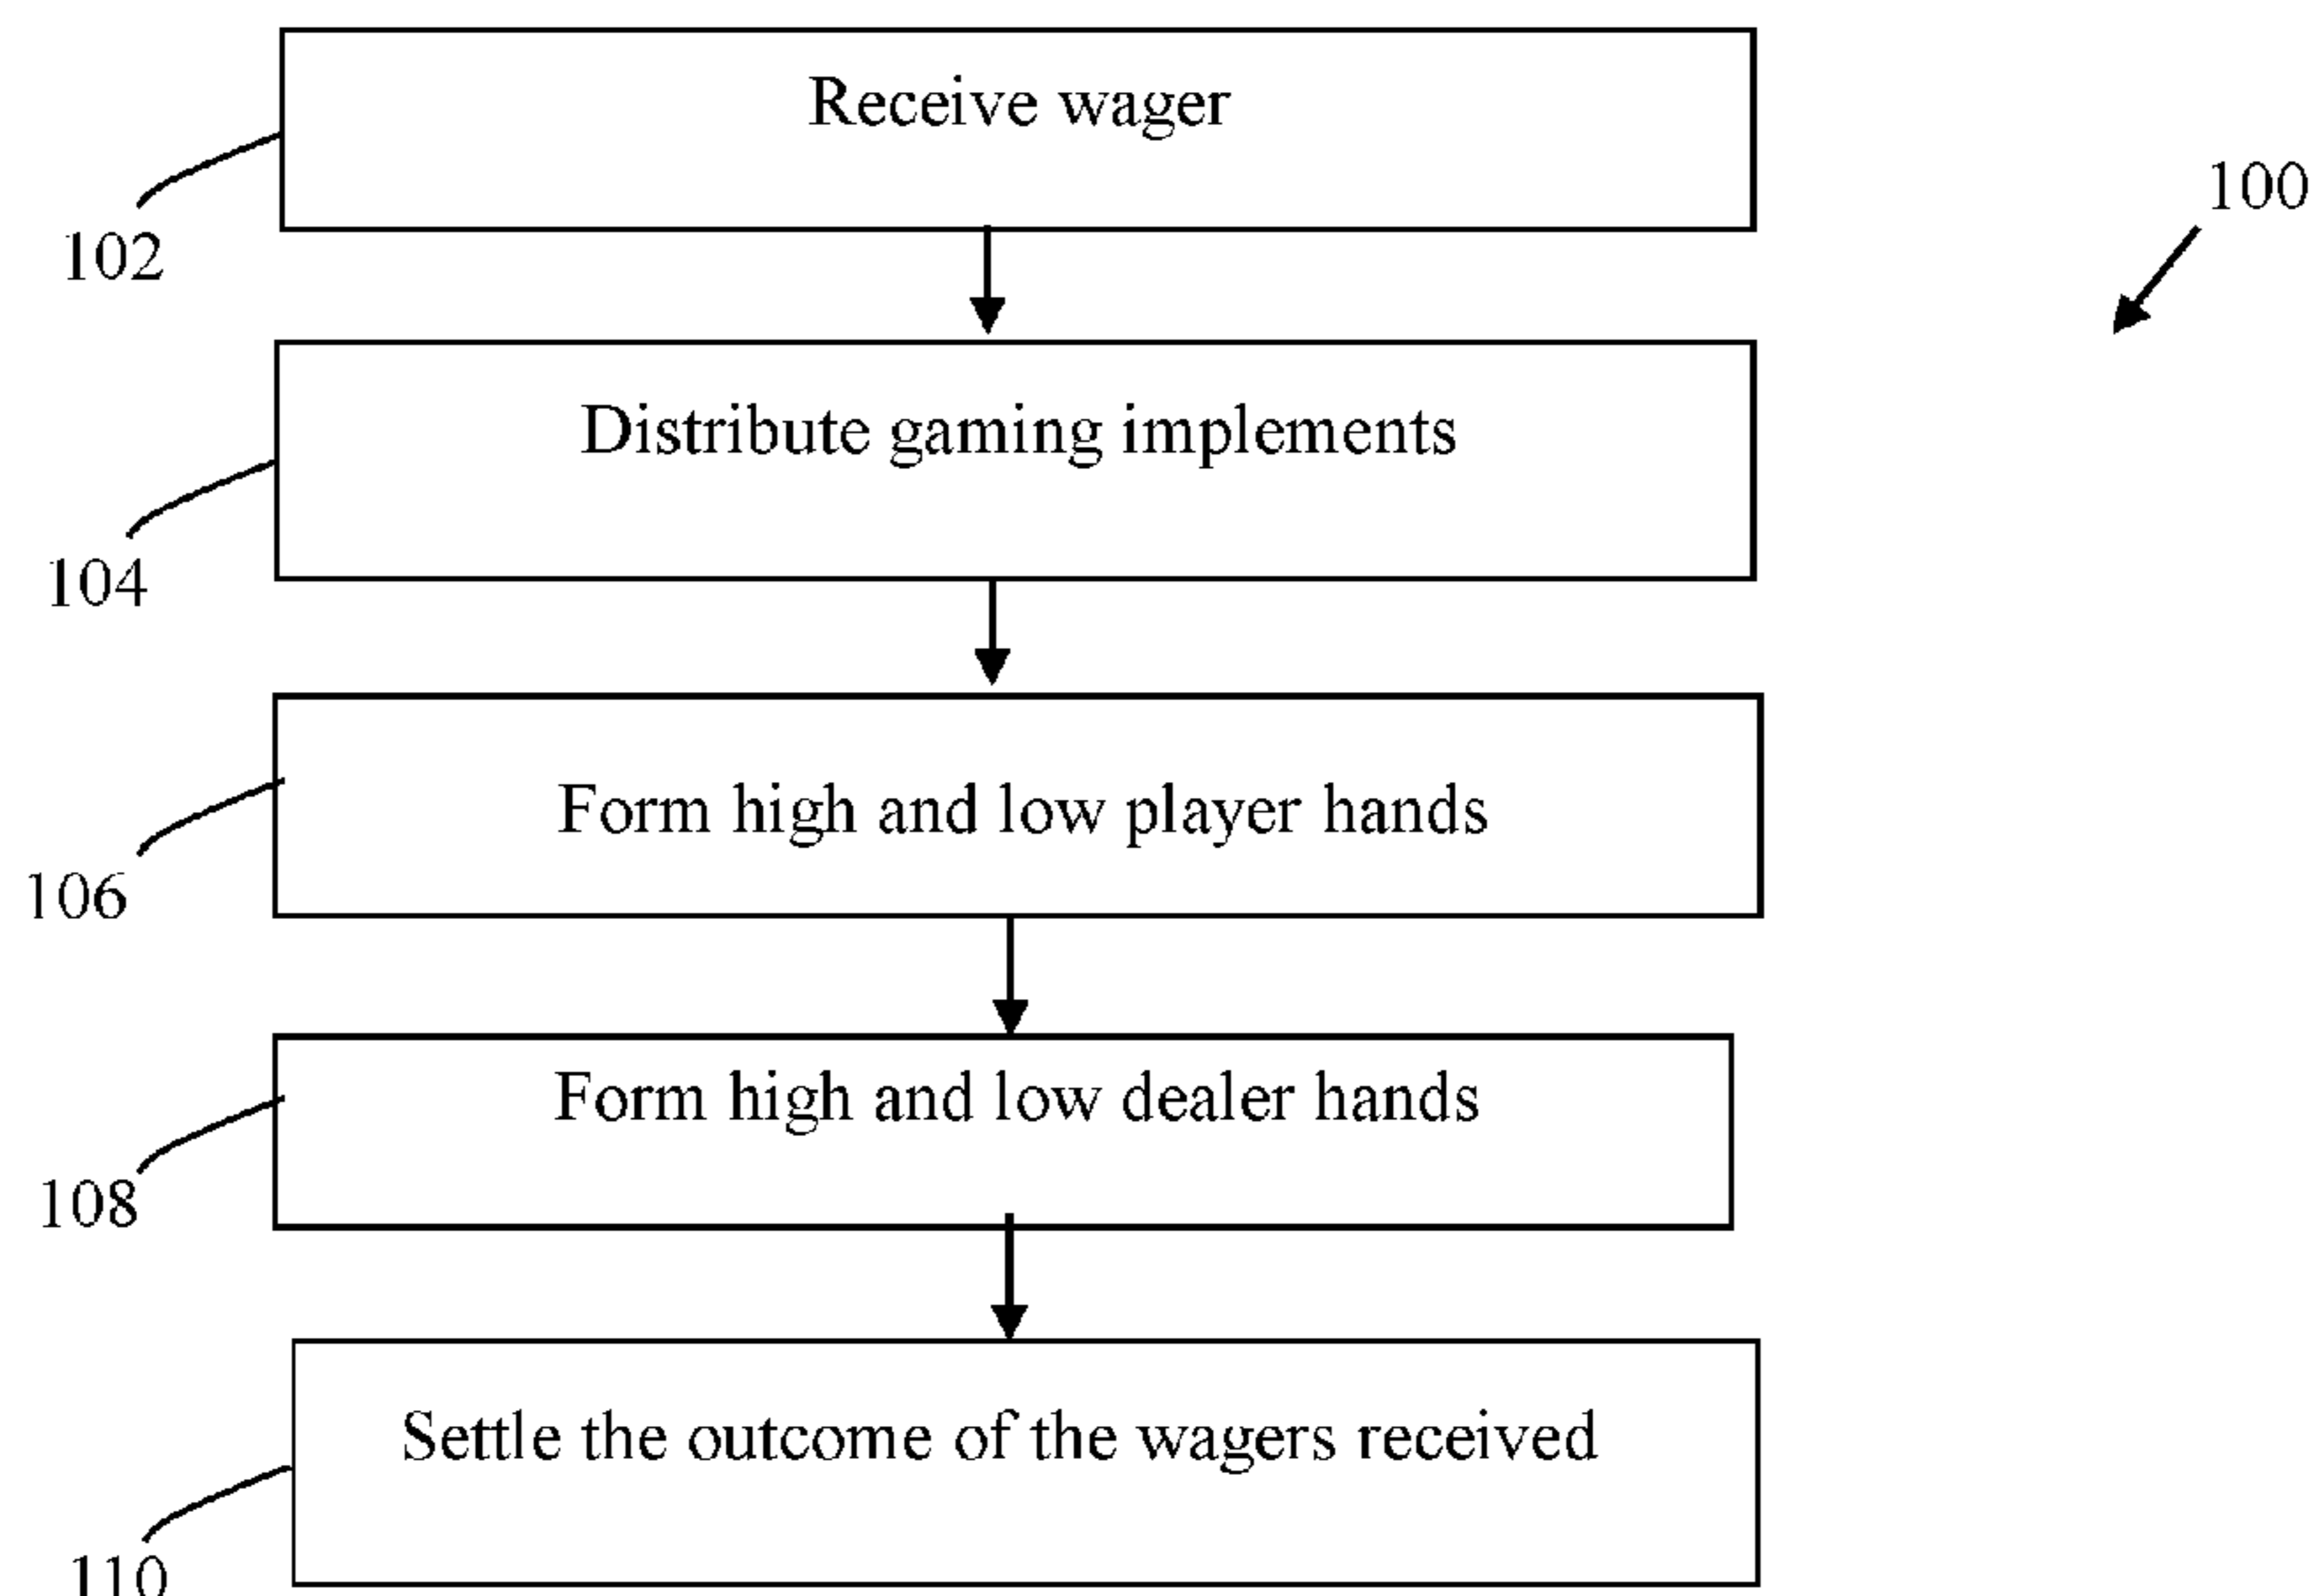 Receive wager
100
102
Distribute gaming implements
104
Form high and low player hands
106
Form high and low dealer hands
108
Settle the outcome of the wagers received
110